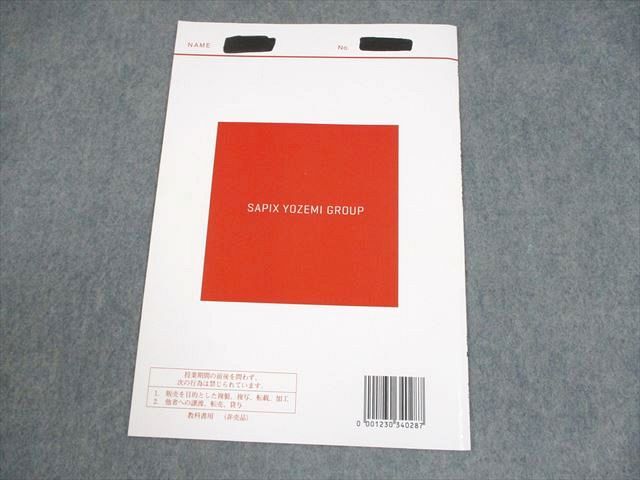 NAME
No.
SAPIX YOZEMI GROUP
授業期間の前後を問わず、
次の行為は禁じられています。
1. 販売を目的とした複製、複写、転載、加工
2. 他者への譲渡、転売、貸与
教科書用 (非売品)
0 001230 340287